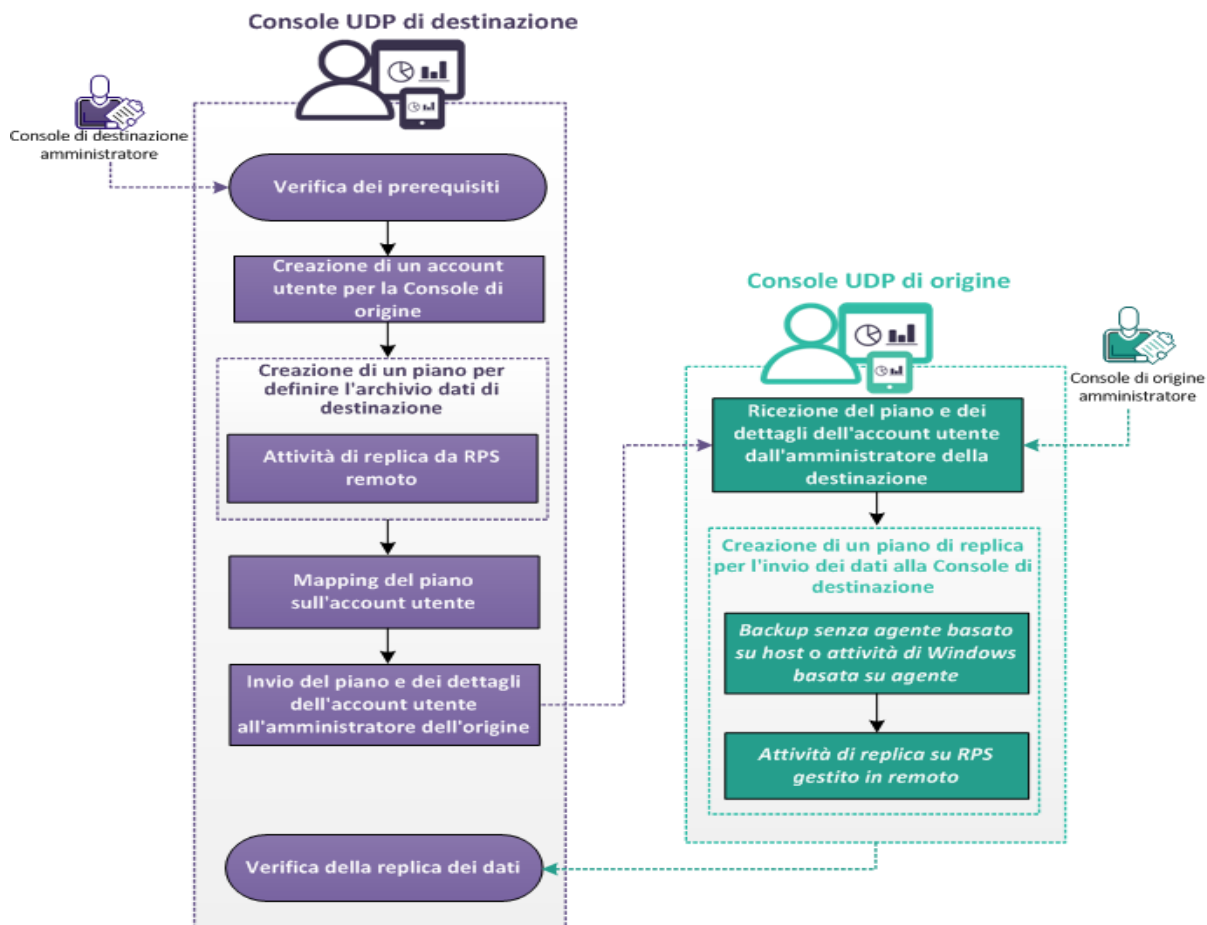 Console UDP di destinazione
Console di destinazione
amministratore
Verifica dei prerequisiti
Creazione di un account
utente per la Console di
origine
Creazione di un piano per
definire l'archivio dati di
destinazione
Attività di replica da RPS
remoto
Mapping del piano
sull'account utente
Invio del piano e dei dettagli
dell'account utente
all'amministratore dell'origine
Verifica della replica dei dati
Console UDP di origine
Console di origine
amministratore
Ricezione del piano e dei
dettagli dell'account utente
dall'amministratore della
destinazione
Creazione di un piano di replica
per l'invio dei dati alla Console di
destinazione
Backup senza agente basato
su host o attività di Windows
basata su agente
Attività di replica su RPS
gestito in remoto